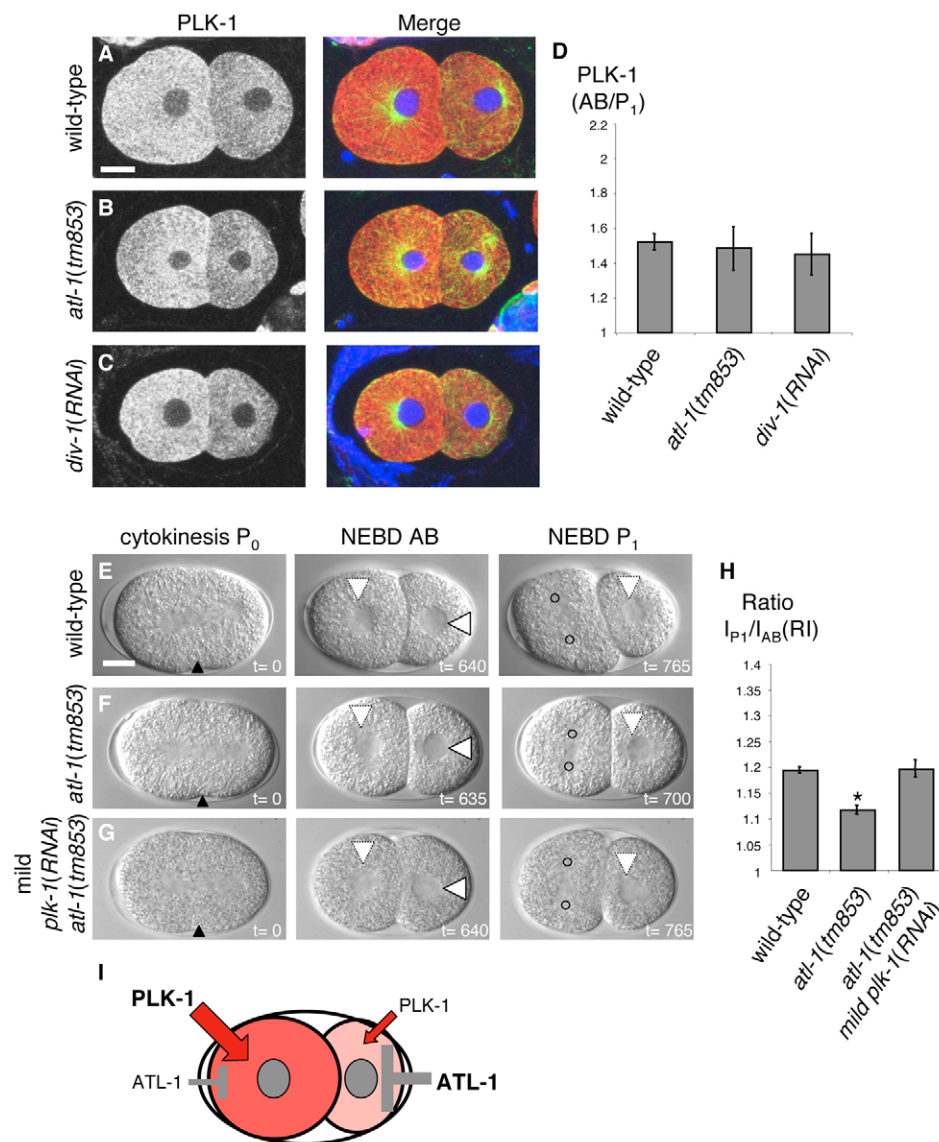 PLK-1 Merge
A
wild-type
B
atl-1(tm853)
C
div-1(RNAi)
D
PLK-1
(AB/P1)
2.2
2
1.8
1.6
1.4
1.2
1
wild-type
atl-1(tm853)
div-1(RNAi)
cytokinesis P0 NEBD AB NEBD P1
E
wild-type
t= 0 t= 640 t= 765
F
atl-1(tm853)
t= 0 t= 635 t= 700
G
mild
plk-1(RNAi)
atl-1(tm853)
t= 0 t= 640 t= 765
H
Ratio
IP1/IAB(RI)
1.4
1.35
1.3
1.25
1.2
1.15
1.1
1.05
1
*
wild-type
atl-1(tm853)
atl-1(tm853)
mild plk-1(RNAi)
I
PLK-1
PLK-1
ATL-1
ATL-1